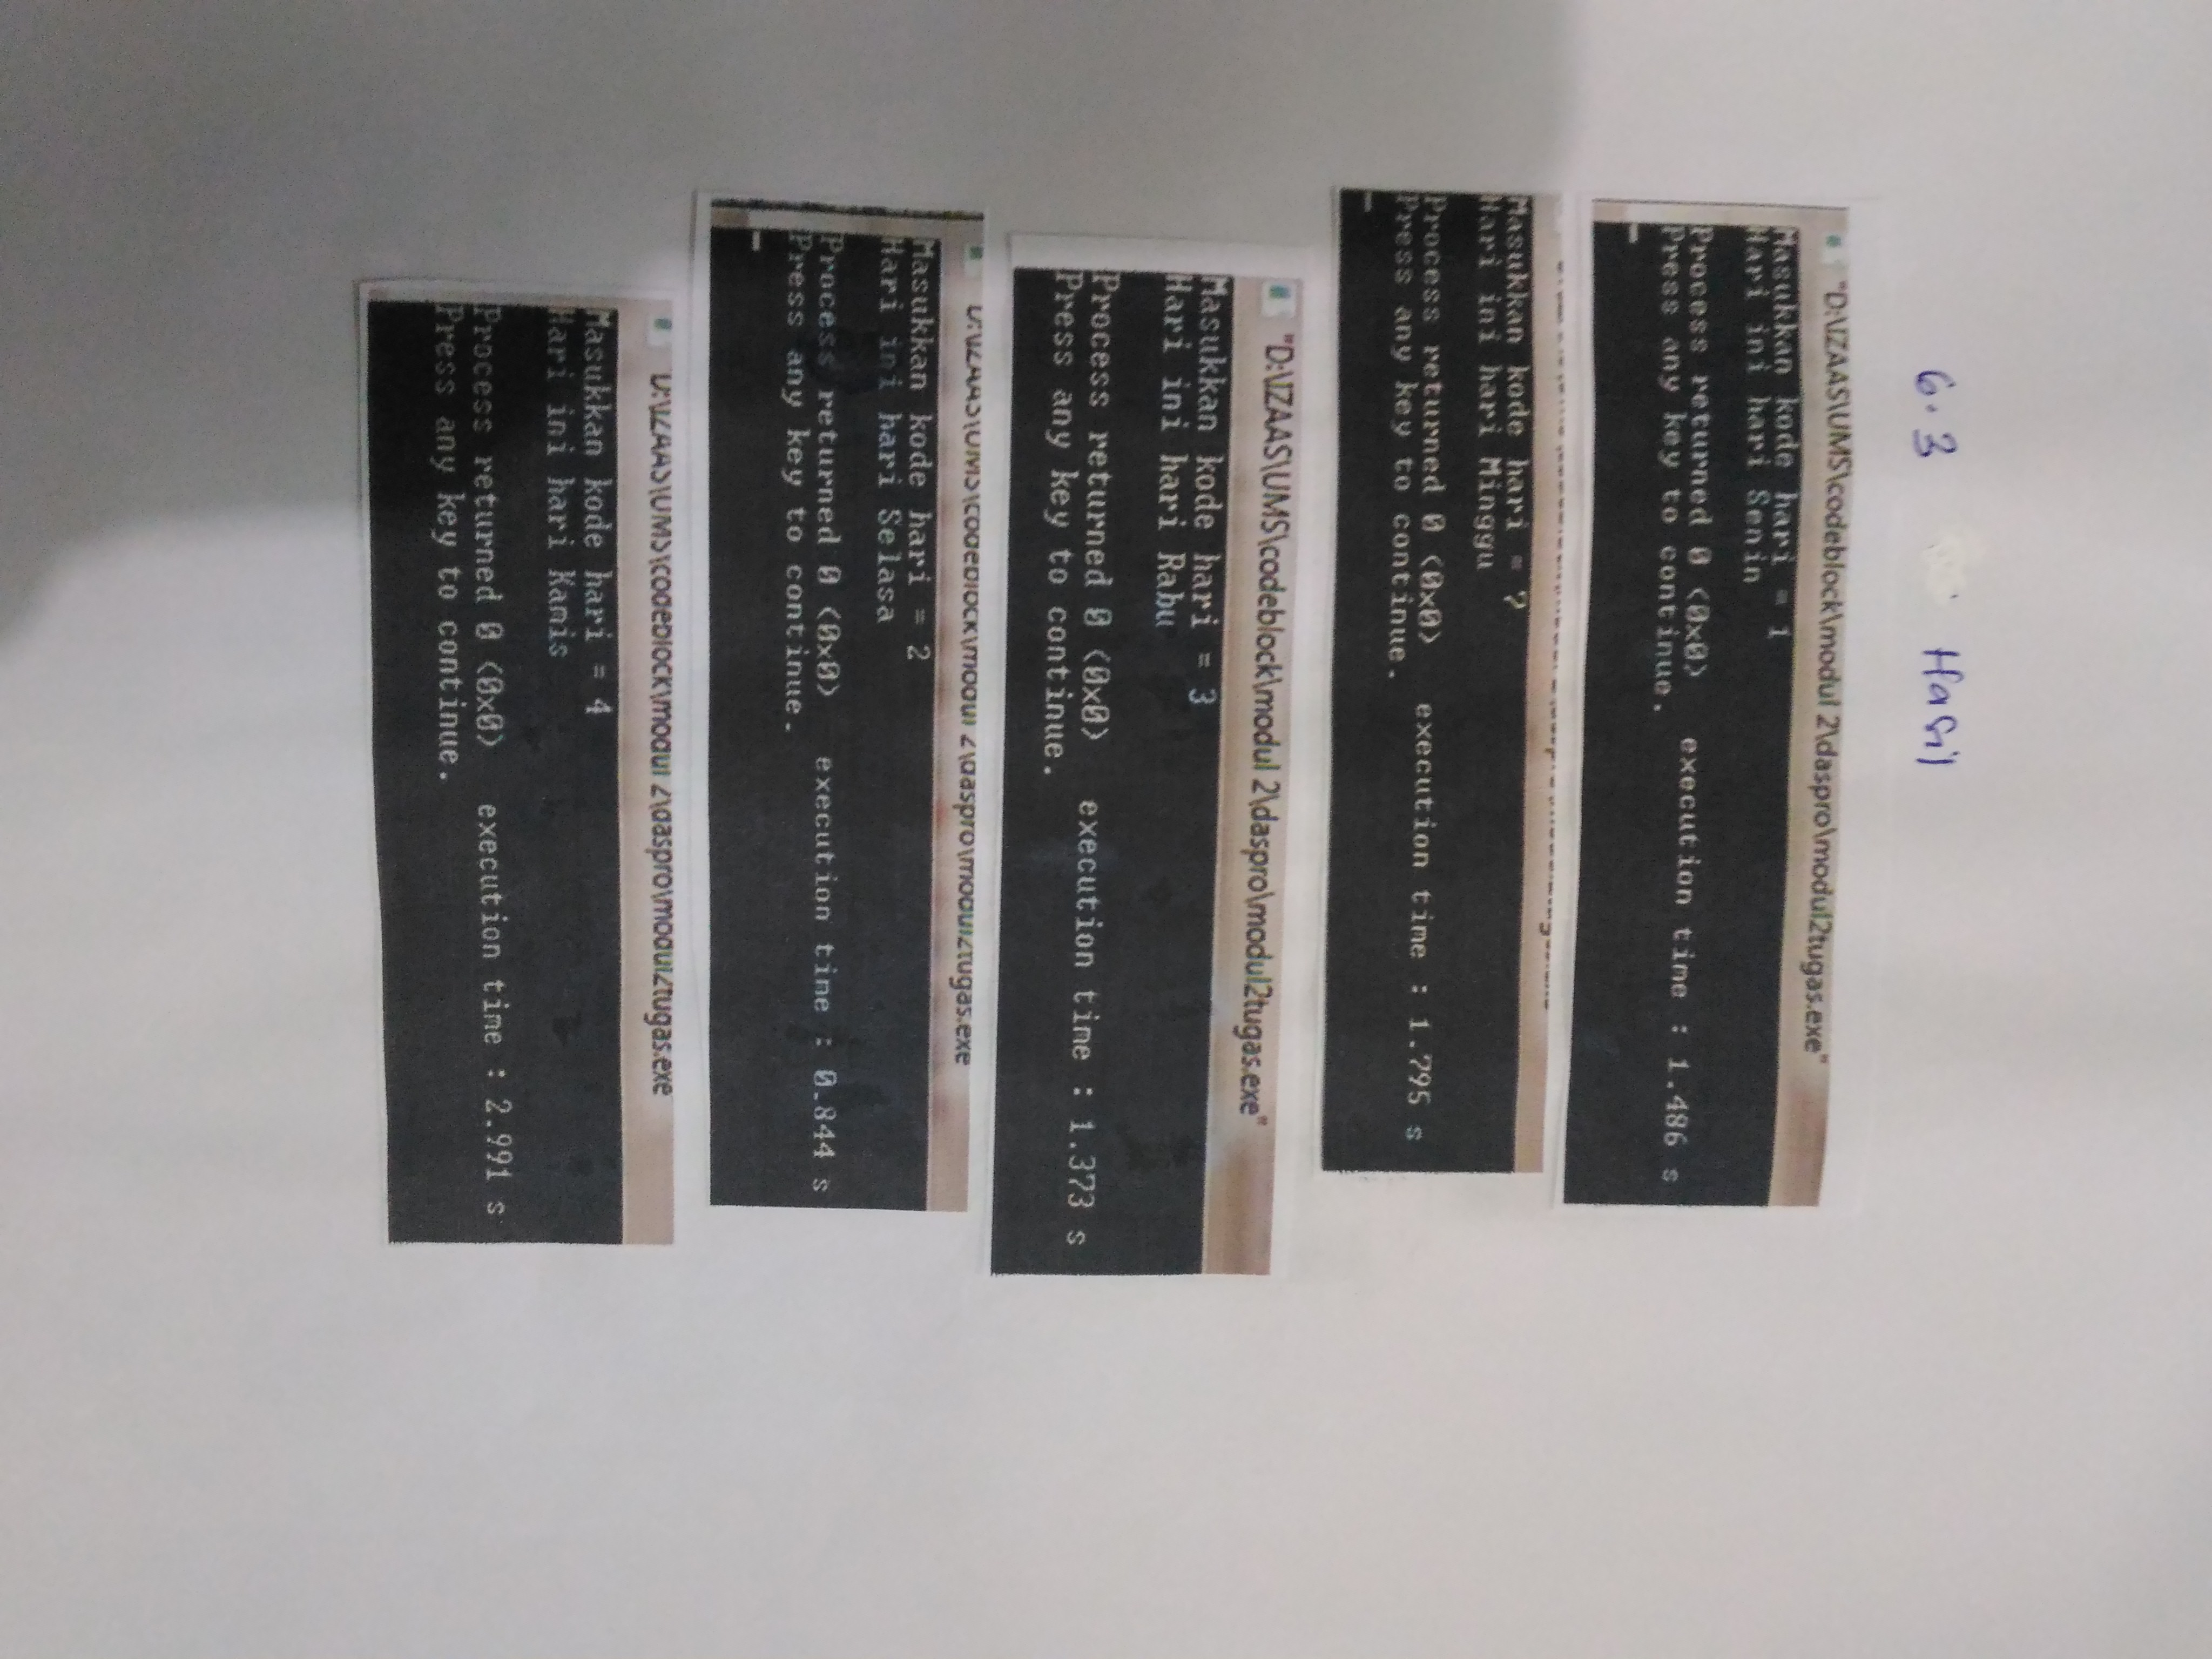 6.3 Hasil
"D:\IZAAS\UMS\codeblock\modul 2\daspro\modul2tugas.exe"
Masukkan kode hari = 1
Hari ini hari Senin
Process returned 0 (0x0) execution time : 1.486 s
Press any key to continue.
Masukkan kode hari = 7
Hari ini hari Minggu
Process returned 0 (0x0) execution time : 1.795 s
Press any key to continue.
"D:\IZAAS\UMS\codeblock\modul 2\daspro\modul2tugas.exe"
Masukkan kode hari = 3
Hari ini hari Rabu
Process returned 0 (0x0) execution time : 1.373 s
Press any key to continue.
D:\IZAAS\UMS\codeblock\modul 2\daspro\modul2tugas.exe
Masukkan kode hari = 2
Hari ini hari Selasa
Process returned 0 (0x0) execution time : 0.844 s
Press any key to continue.
D:\IZAAS\UMS\codeblock\modul 2\daspro\modul2tugas.exe
Masukkan kode hari = 4
Hari ini hari Kamis
Process returned 0 (0x0) execution time : 2.991 s
Press any key to continue.